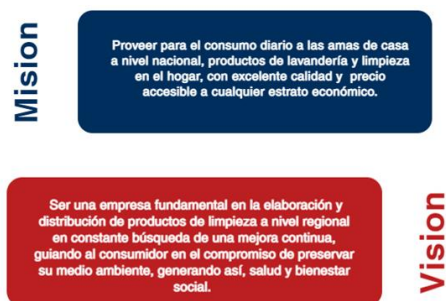 Mision
Proveer para el consumo diario a las amas de casa
a nivel nacional, productos de lavandería y limpieza
en el hogar, con excelente calidad y precio
accesible a cualquier estrato económico.
Ser una empresa fundamental en la elaboración y
distribución de productos de limpieza a nivel regional
en constante búsqueda de una mejora continua,
guiando al consumidor en el compromiso de preservar
su medio ambiente, generando así, salud y bienestar
social.
Vision